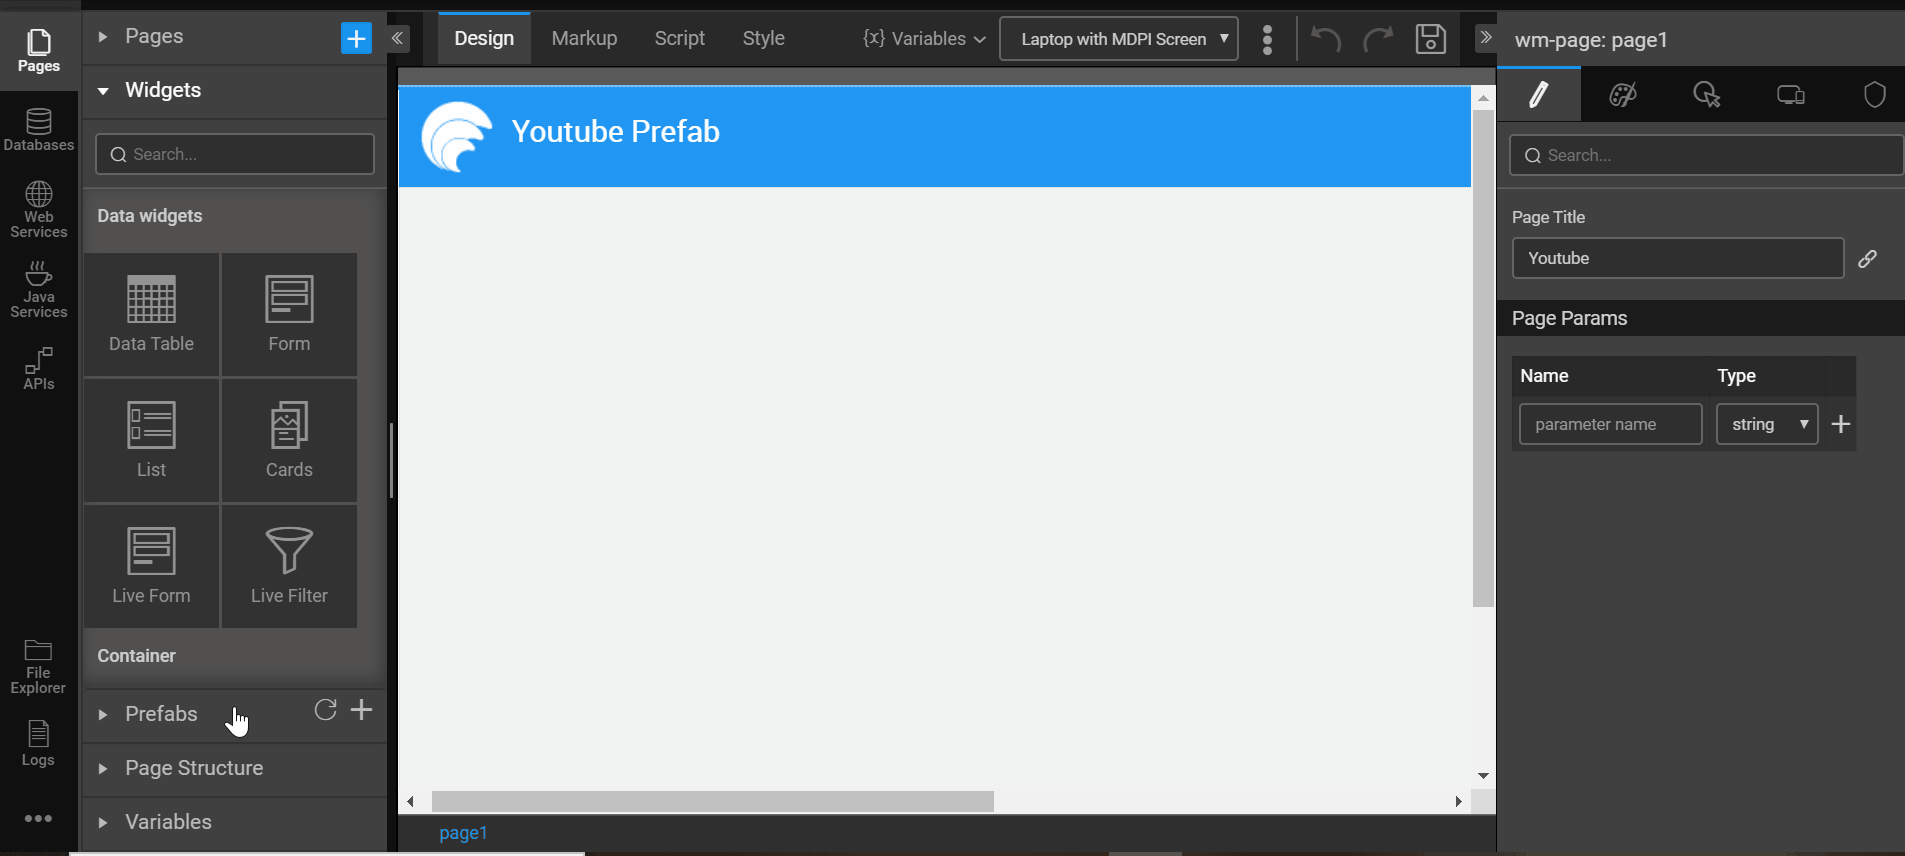 Pages
Databases
Web
Services
Java
Services
APIs
File
Explorer
Logs
Pages
Widgets
Search...
Data widgets
Data Table
Form
List
Cards
Live Form
Live Filter
Container
Prefabs
Page Structure
Variables
Design
Markup
Script
Style
{x} Variables
Laptop with MDPI Screen
Youtube Prefab
page1
wm-page: page1
Search...
Page Title
Youtube
Page Params
Name
Type
parameter name
string